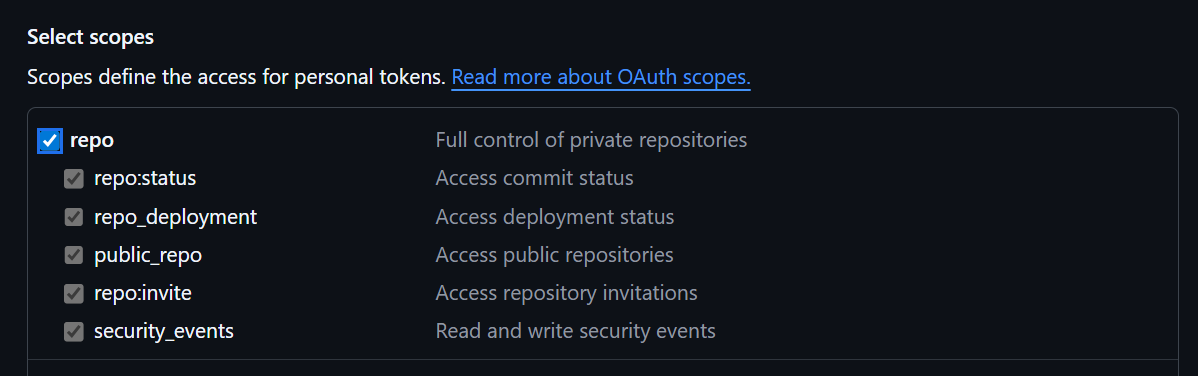 Select scopes
Scopes define the access for personal tokens. Read more about OAuth scopes.
repo Full control of private repositories
repo:status Access commit status
repo_deployment Access deployment status
public_repo Access public repositories
repo:invite Access repository invitations
security_events Read and write security events